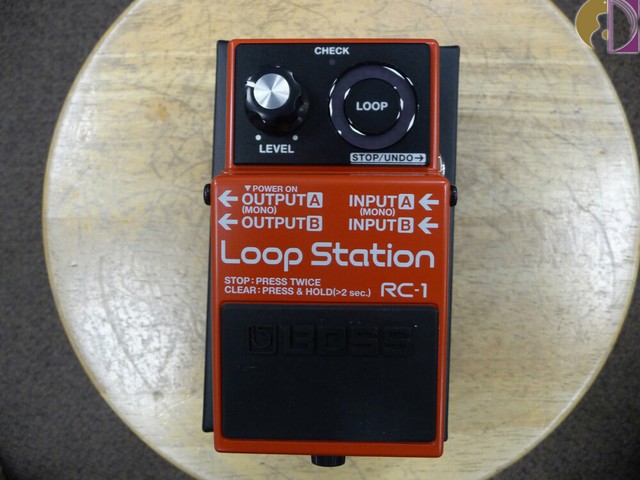 CHECK
LOOP
LEVEL
STOP/UNDO→
▼POWER ON
←OUTPUT A
(MONO)
←OUTPUT B
INPUT A←
(MONO)
INPUT B←
Loop Station
STOP:PRESS TWICE
CLEAR:PRESS & HOLD(>2 sec.)
RC-1
BOSS